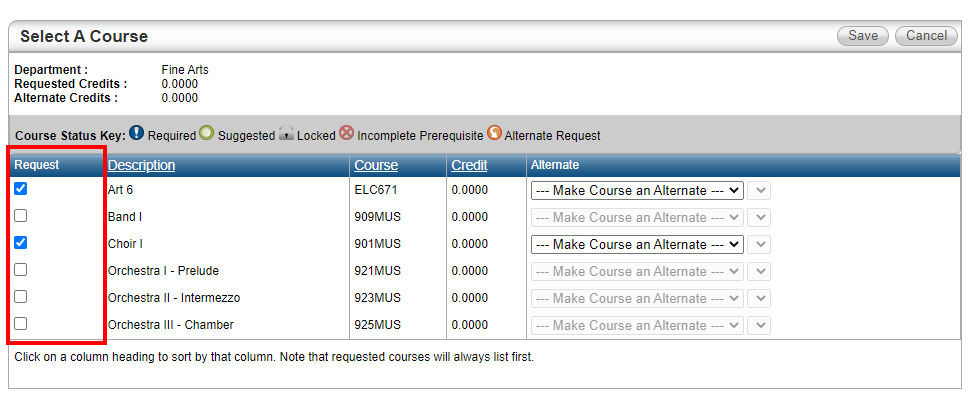 Select A Course Save Cancel
Department : Fine Arts
Requested Credits : 0.0000
Alternate Credits : 0.0000
Course Status Key: Required Suggested Locked Incomplete Prerequisite Alternate Request
Request Description Course Credit Alternate
Art 6 ELC671 0.0000 --- Make Course an Alternate ---
Band I 909MUS --- Make Course an Alternate ---
Choir I 901MUS 0.0000 --- Make Course an Alternate ---
Orchestra I - Prelude 921MUS 0.0000 --- Make Course an Alternate ---
Orchestra II - Intermezzo 923MUS 0.0000 --- Make Course an Alternate ---
Orchestra III - Chamber 925MUS 0.0000 --- Make Course an Alternate ---
Click on a column heading to sort by that column. Note that requested courses will always list first.